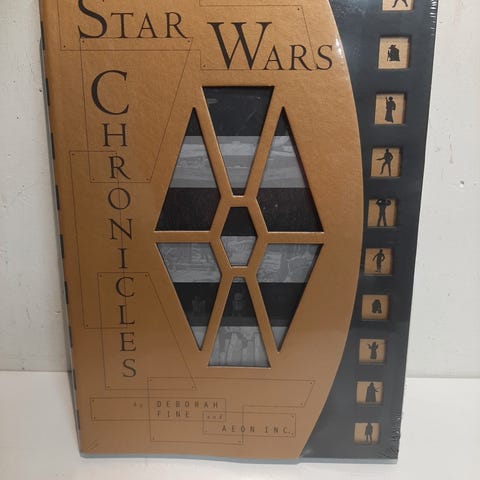 STAR WARS
CHRONICLES
by DEBORAH
FINE and
AEON INC.